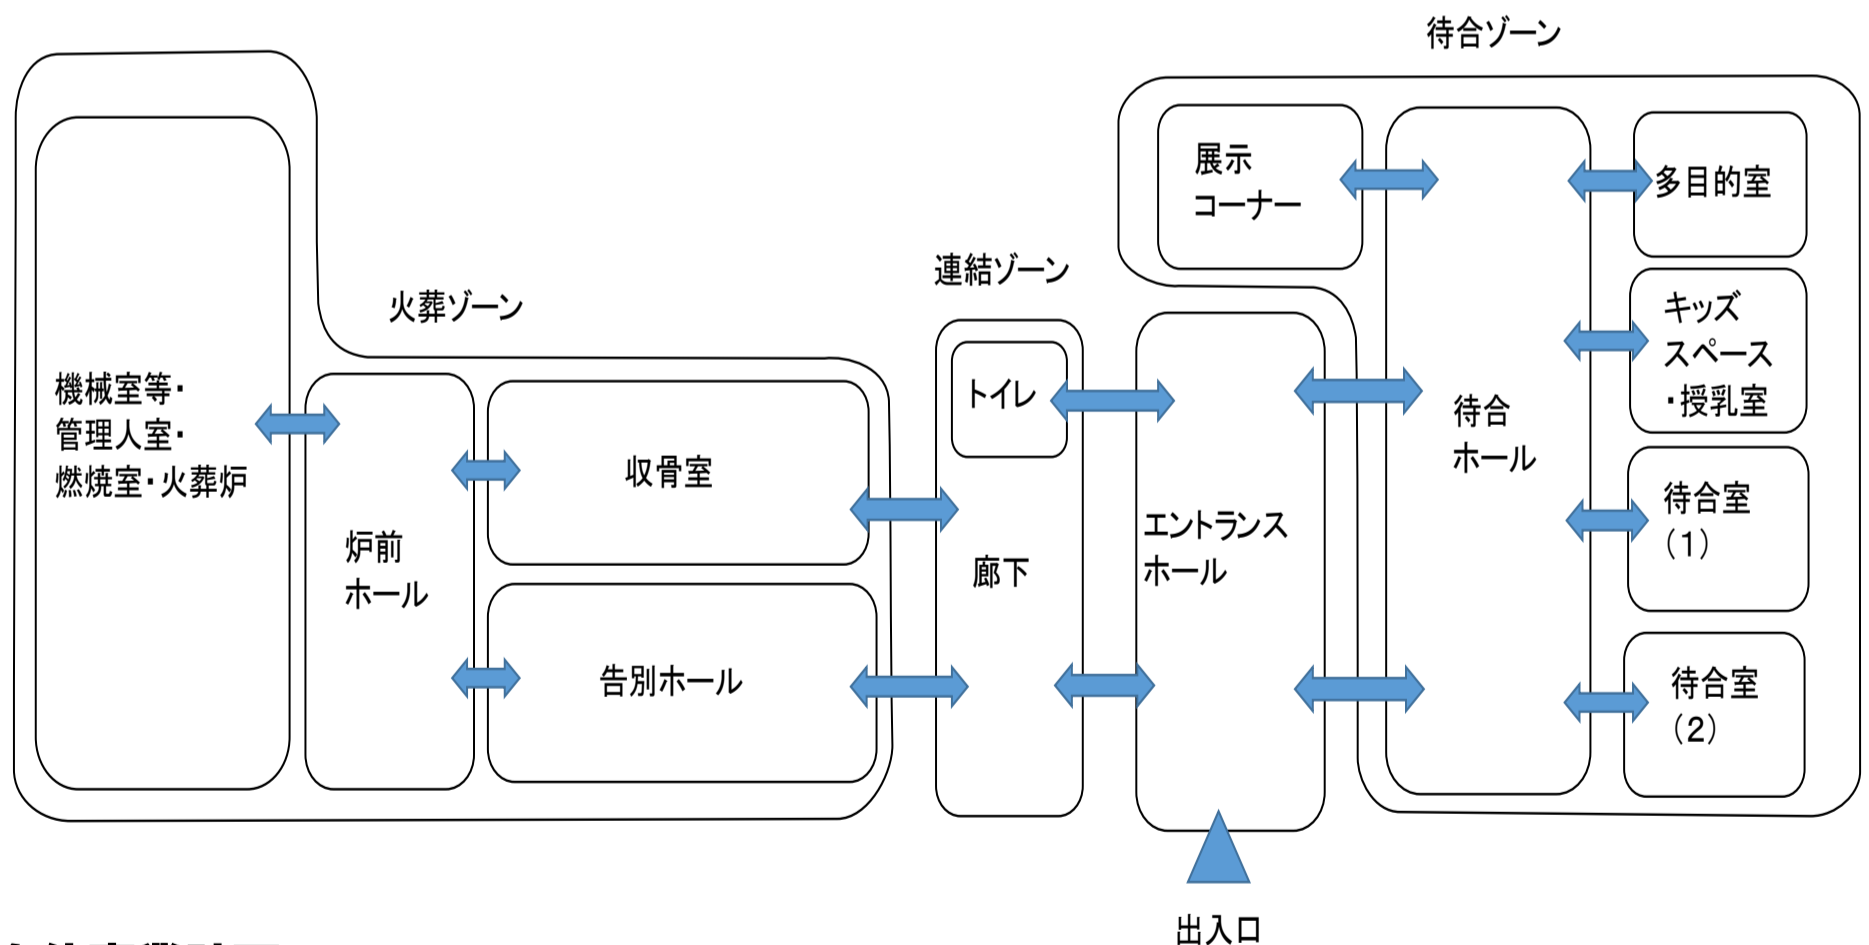 待合ゾーン
展示
コーナー
多目的室
連結ゾーン
火葬ゾーン
キッズ
スペース
・授乳室
機械室等・
管理人室・
燃焼室・火葬炉
トイレ
待合
ホール
収骨室
待合室
（1）
エントランス
ホール
炉前
ホール
廊下
告別ホール
待合室
（2）
出入口